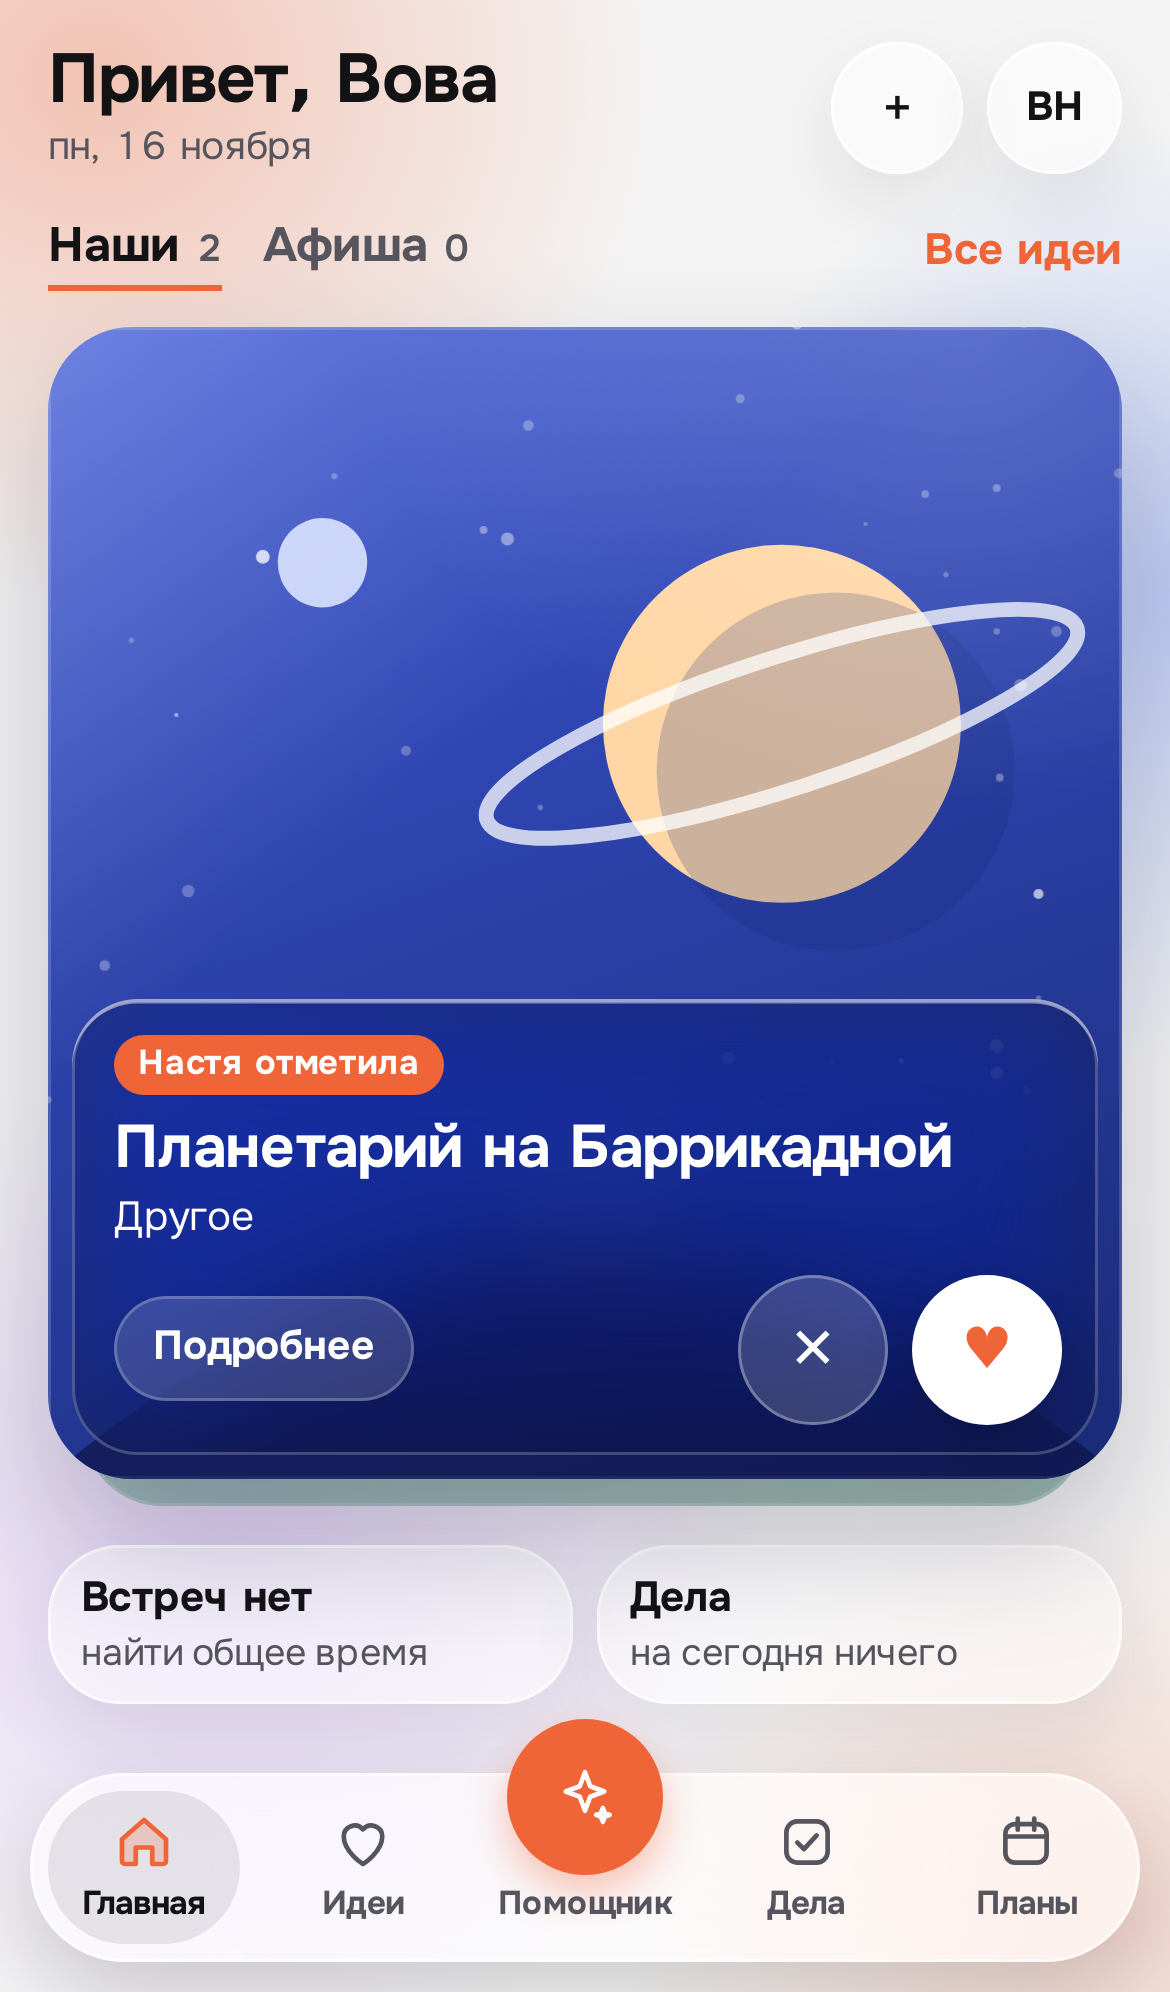 Привет, Вова
+
ВН
пн, 16 ноября
Наши 2
Афиша 0
Все идеи
Настя отметила
Планетарий на Баррикадной
Другое
Подробнее
Встреч нет
найти общее время
Дела
на сегодня ничего
Главная
Идеи
Помощник
Дела
Планы